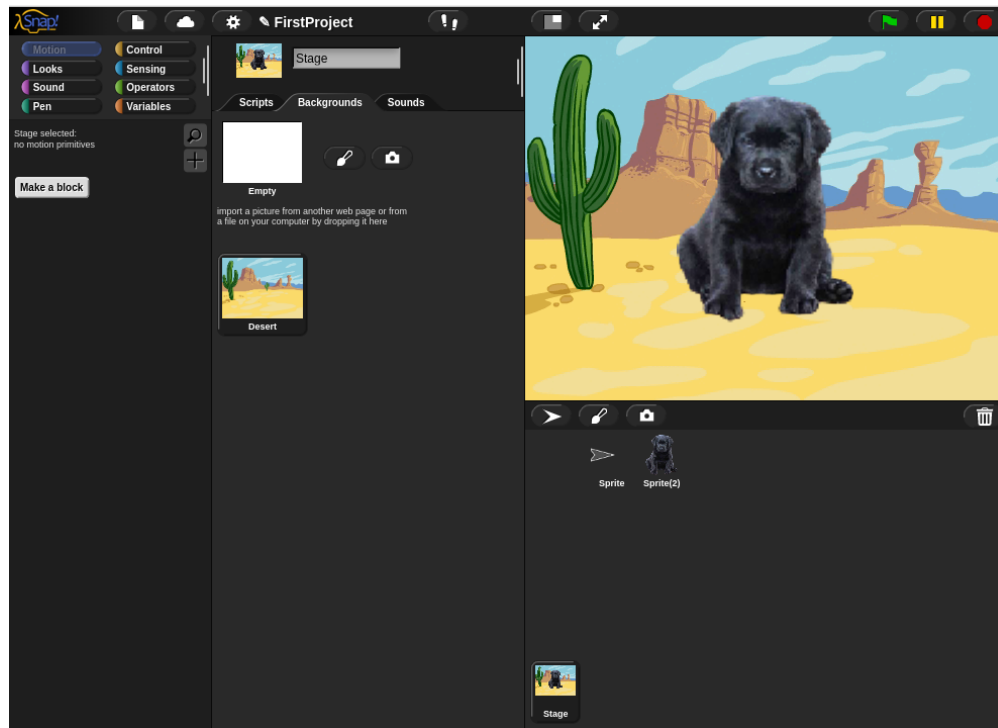 Snap!
FirstProject
Motion
Control
Looks
Sensing
Sound
Operators
Pen
Variables
Stage selected:
no motion primitives
Make a block
Stage
Scripts
Backgrounds
Sounds
Empty
import a picture from another web page or from
a file on your computer by dropping it here
Desert
Sprite
Sprite(2)
Stage